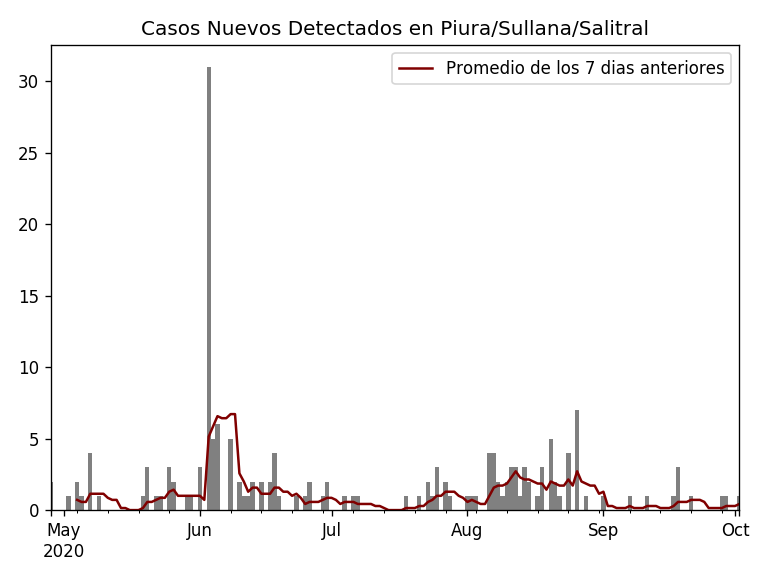 Casos Nuevos Detectados en Piura/Sullana/Salitral
Promedio de los 7 dias anteriores
30
25
20
15
10
5
0
May Jun Jul Aug Sep Oct
2020